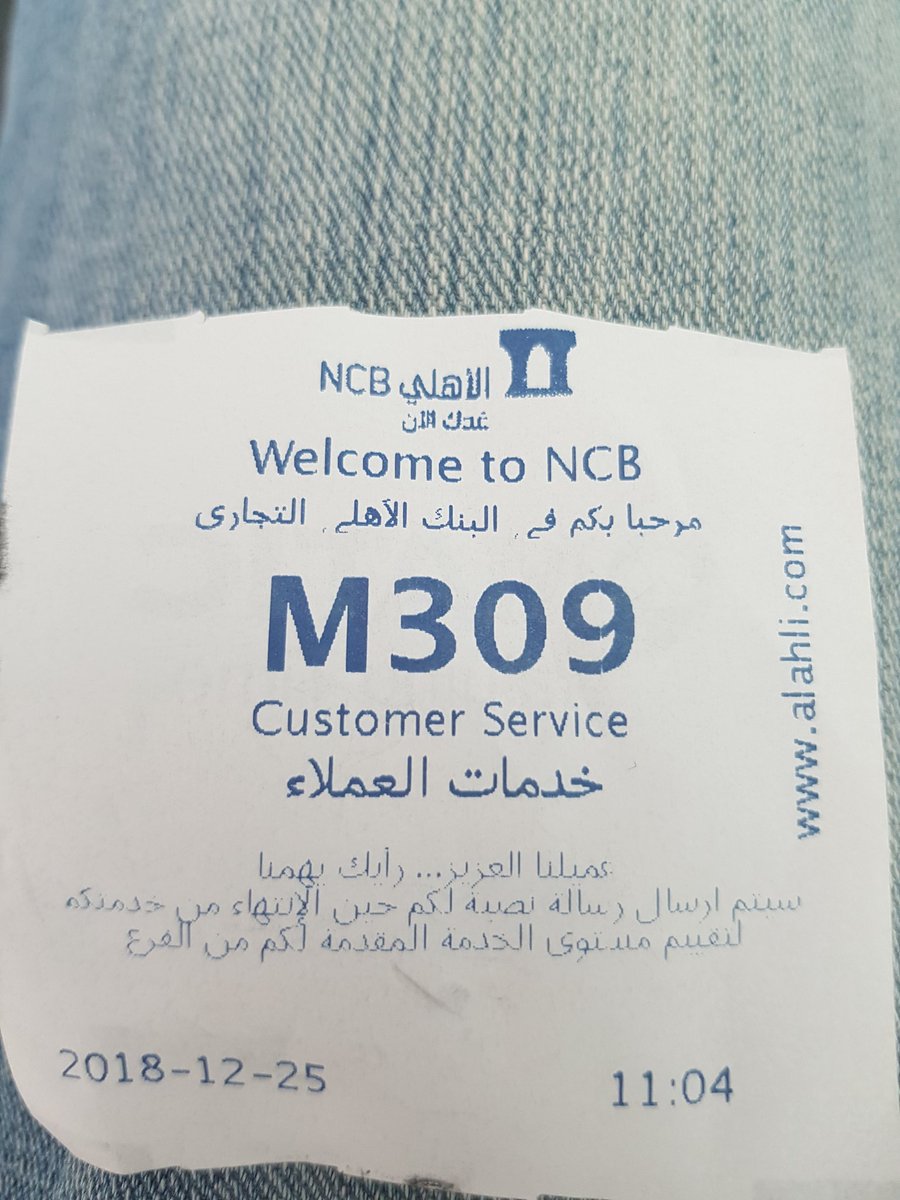 NCB الأهلي
غدك الآن
Welcome to NCB
مرحبا بكم في البنك الأهلي التجارى
M309
Customer Service
خدمات العملاء
www.alahli.com
عميلنا العزيز... رأيك يهمنا
سيتم ارسال رسالة نصية لكم حين الإنتهاء من خدمتكم
لتقييم مستوى الخدمة المقدمة لكم من الفرع
2018-12-25 11:04